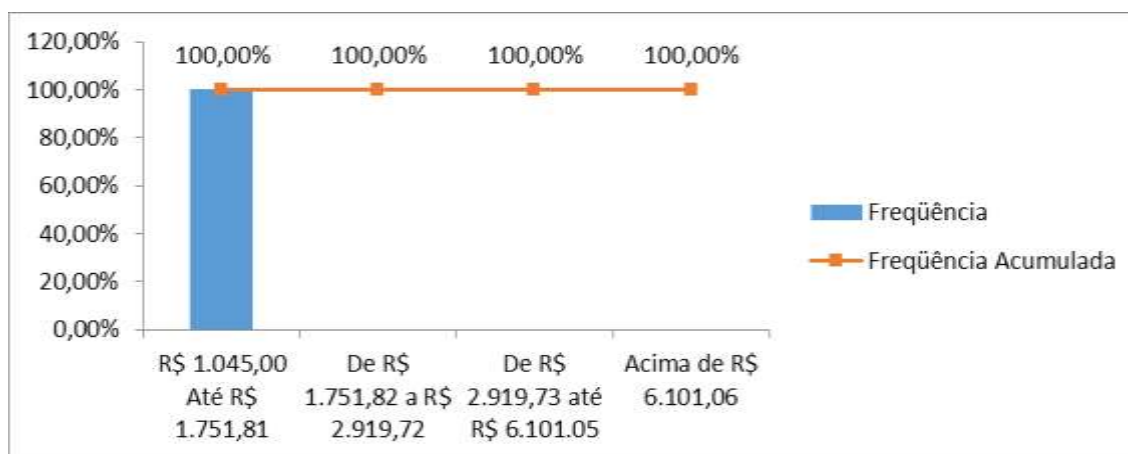 120,00%
100,00%
80,00%
60,00%
40,00%
20,00%
0,00%
100,00% 100,00% 100,00% 100,00%
R$ 1.045,00
Até R$
1.751,81
De R$
1.751,82 a R$
2.919,72
De R$
2.919,73 até
R$ 6.101.05
Acima de R$
6.101,06
Freqüência
Freqüência Acumulada